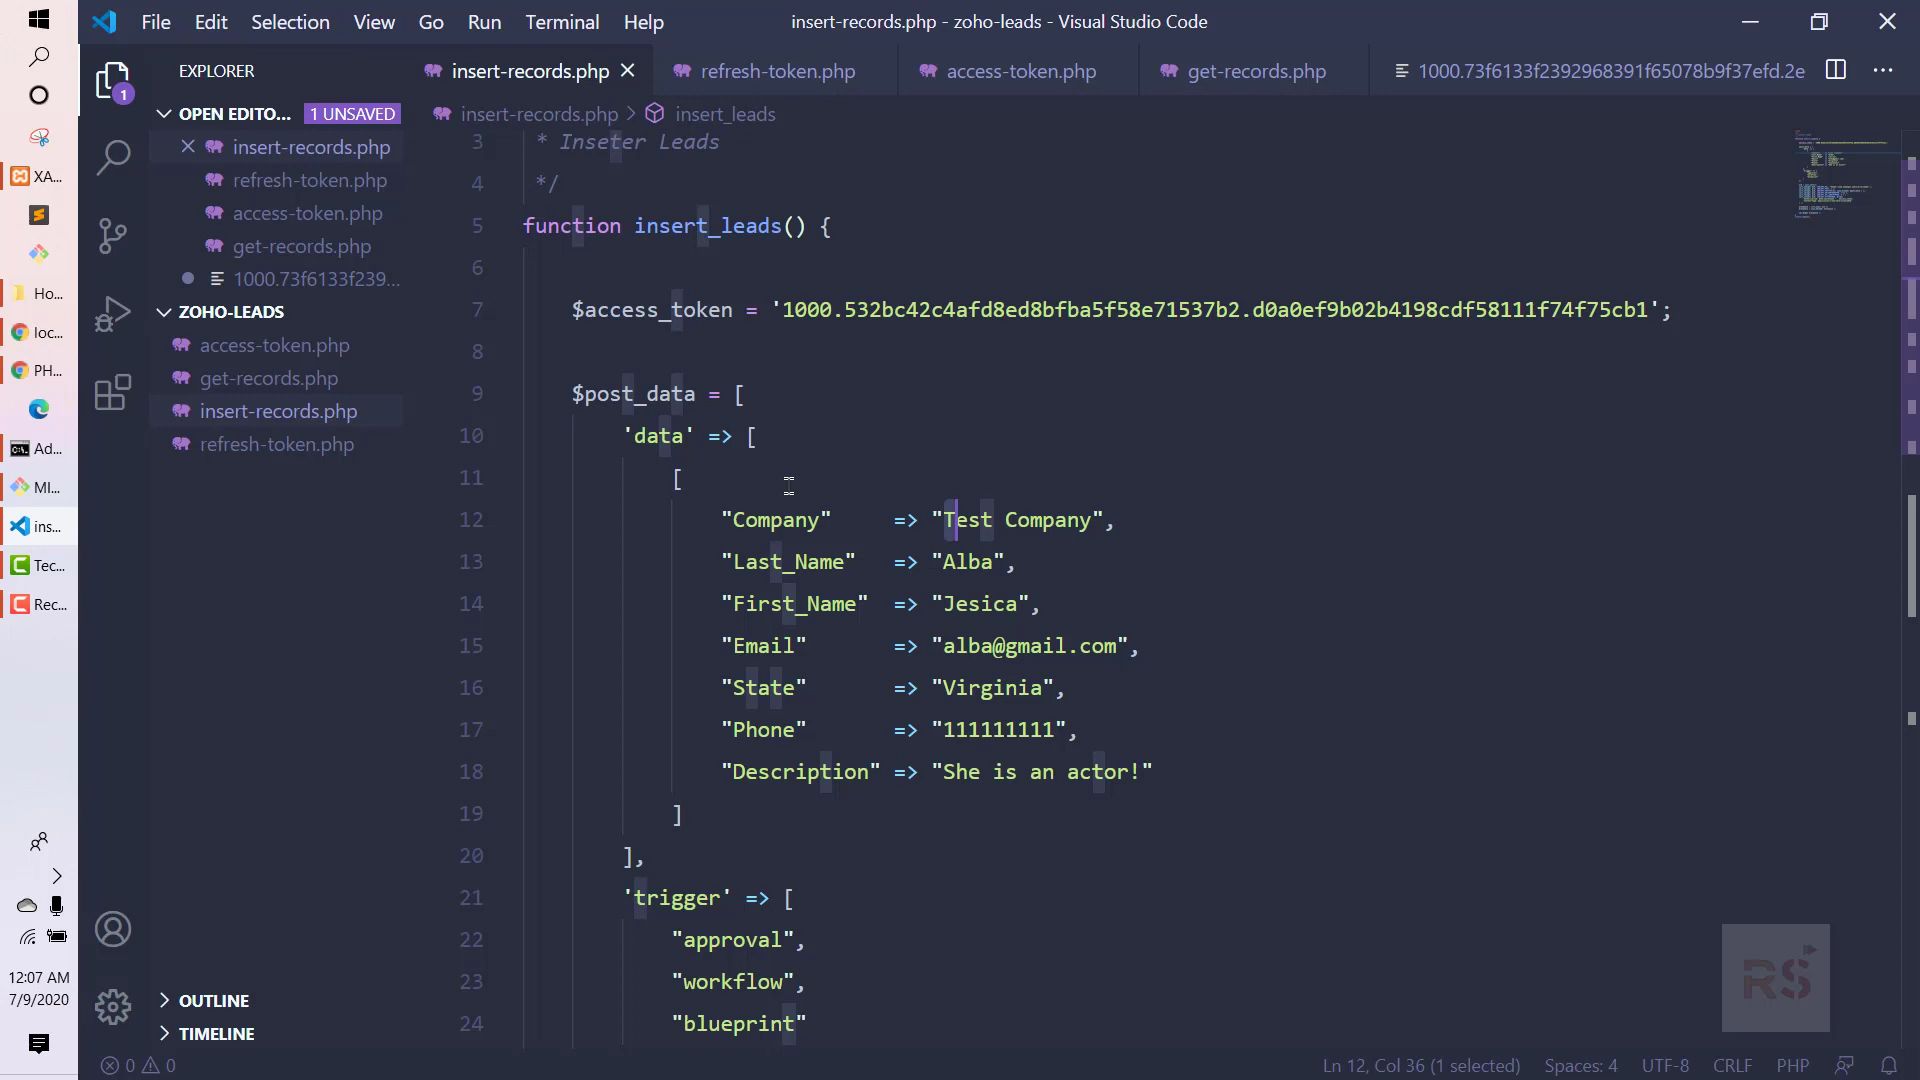 File Edit Selection View Go Run Terminal Help
insert-records.php - zoho-leads - Visual Studio Code
EXPLORER
insert-records.php
refresh-token.php
access-token.php
get-records.php
1000.73f6133f2392968391f65078b9f37efd.2e
OPEN EDITO... 1 UNSAVED
insert-records.php
refresh-token.php
access-token.php
get-records.php
1000.73f6133f239...
ZOHO-LEADS
access-token.php
get-records.php
insert-records.php
refresh-token.php
OUTLINE
TIMELINE
insert-records.php > insert_leads
3 * Inseter Leads
4 */
5 function insert_leads() {
6
7 $access_token = '1000.532bc42c4afd8ed8bfba5f58e71537b2.d0a0ef9b02b4198cdf58111f74f75cb1';
8
9 $post_data = [
10 'data' => [
11 [
12 "Company" => "Test Company",
13 "Last_Name" => "Alba",
14 "First_Name" => "Jesica",
15 "Email" => "alba@gmail.com",
16 "State" => "Virginia",
17 "Phone" => "111111111",
18 "Description" => "She is an actor!"
19 ]
20 ],
21 'trigger' => [
22 "approval",
23 "workflow",
24 "blueprint"
XA...
Ho...
loc...
PH...
Ad...
MI...
ins...
Tec...
Rec...
12:07 AM
7/9/2020
1
RS
0 0
Ln 12, Col 36 (1 selected) Spaces: 4 UTF-8 CRLF PHP